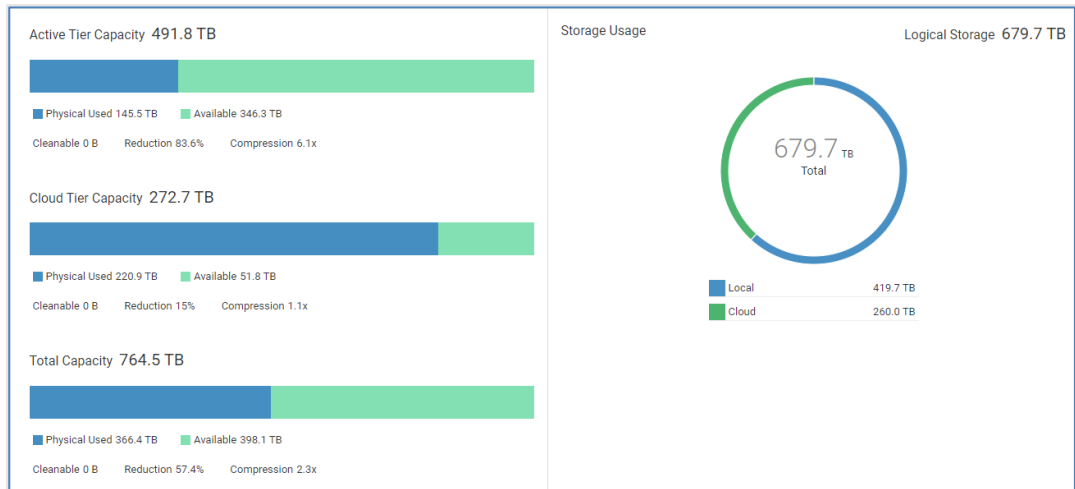 Active Tier Capacity 491.8 TB
Physical Used 145.5 TB Available 346.3 TB
Cleanable 0 B Reduction 83.6% Compression 6.1x
Cloud Tier Capacity 272.7 TB
Physical Used 220.9 TB Available 51.8 TB
Cleanable 0 B Reduction 15% Compression 1.1x
Total Capacity 764.5 TB
Physical Used 366.4 TB Available 398.1 TB
Cleanable 0 B Reduction 57.4% Compression 2.3x
Storage Usage Logical Storage 679.7 TB
679.7 TB
Total
Local 419.7 TB
Cloud 260.0 TB